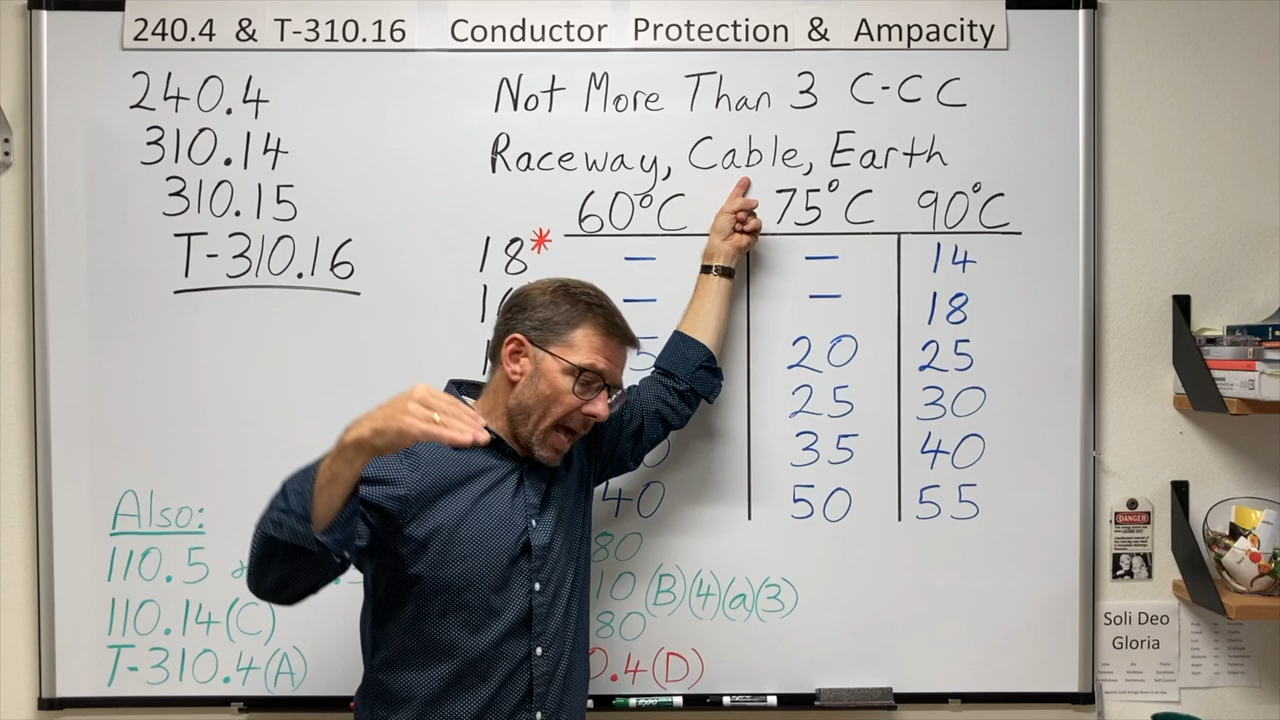 240.4 & T-310.16 Conductor Protection & Ampacity
240.4
310.14
310.15
T-310.16
Not More Than 3 C-CC
Raceway, Cable, Earth
60°C 75°C 90°C
18* — — 14
— — 18
20 25
25 30
35 40
40 50 55
Also:
110.5
110.14(C)
T-310.4(A)
80
10(B)(4)(a)(3)
80
0.4(D)
DANGER
Soli Deo
Gloria